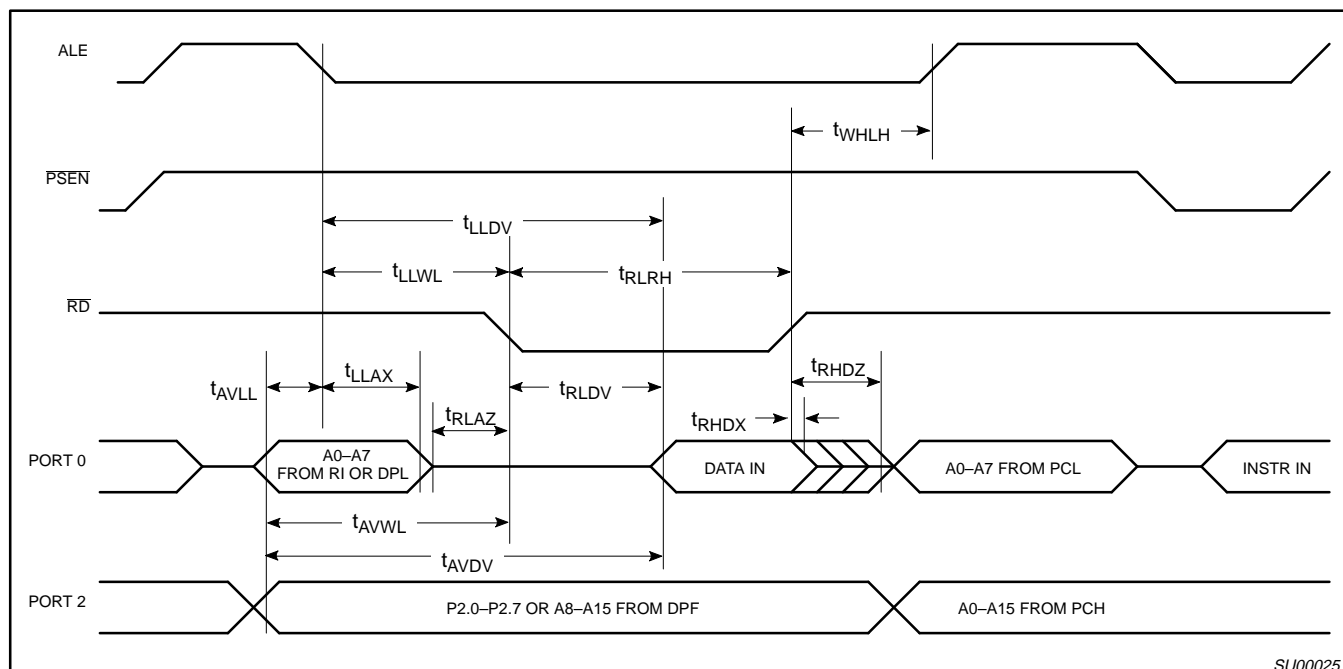 ALE
tWHLH
PSEN
tLLDV
tLLWL
tRLRH
RD
tAVLL
tLLAX
tRLAZ
tRLDV
tRHDZ
tRHDX
PORT 0
A0–A7
FROM RI OR DPL
DATA IN
A0–A7 FROM PCL
INSTR IN
tAVWL
tAVDV
PORT 2
P2.0–P2.7 OR A8–A15 FROM DPF
A0–A15 FROM PCH
SU00025